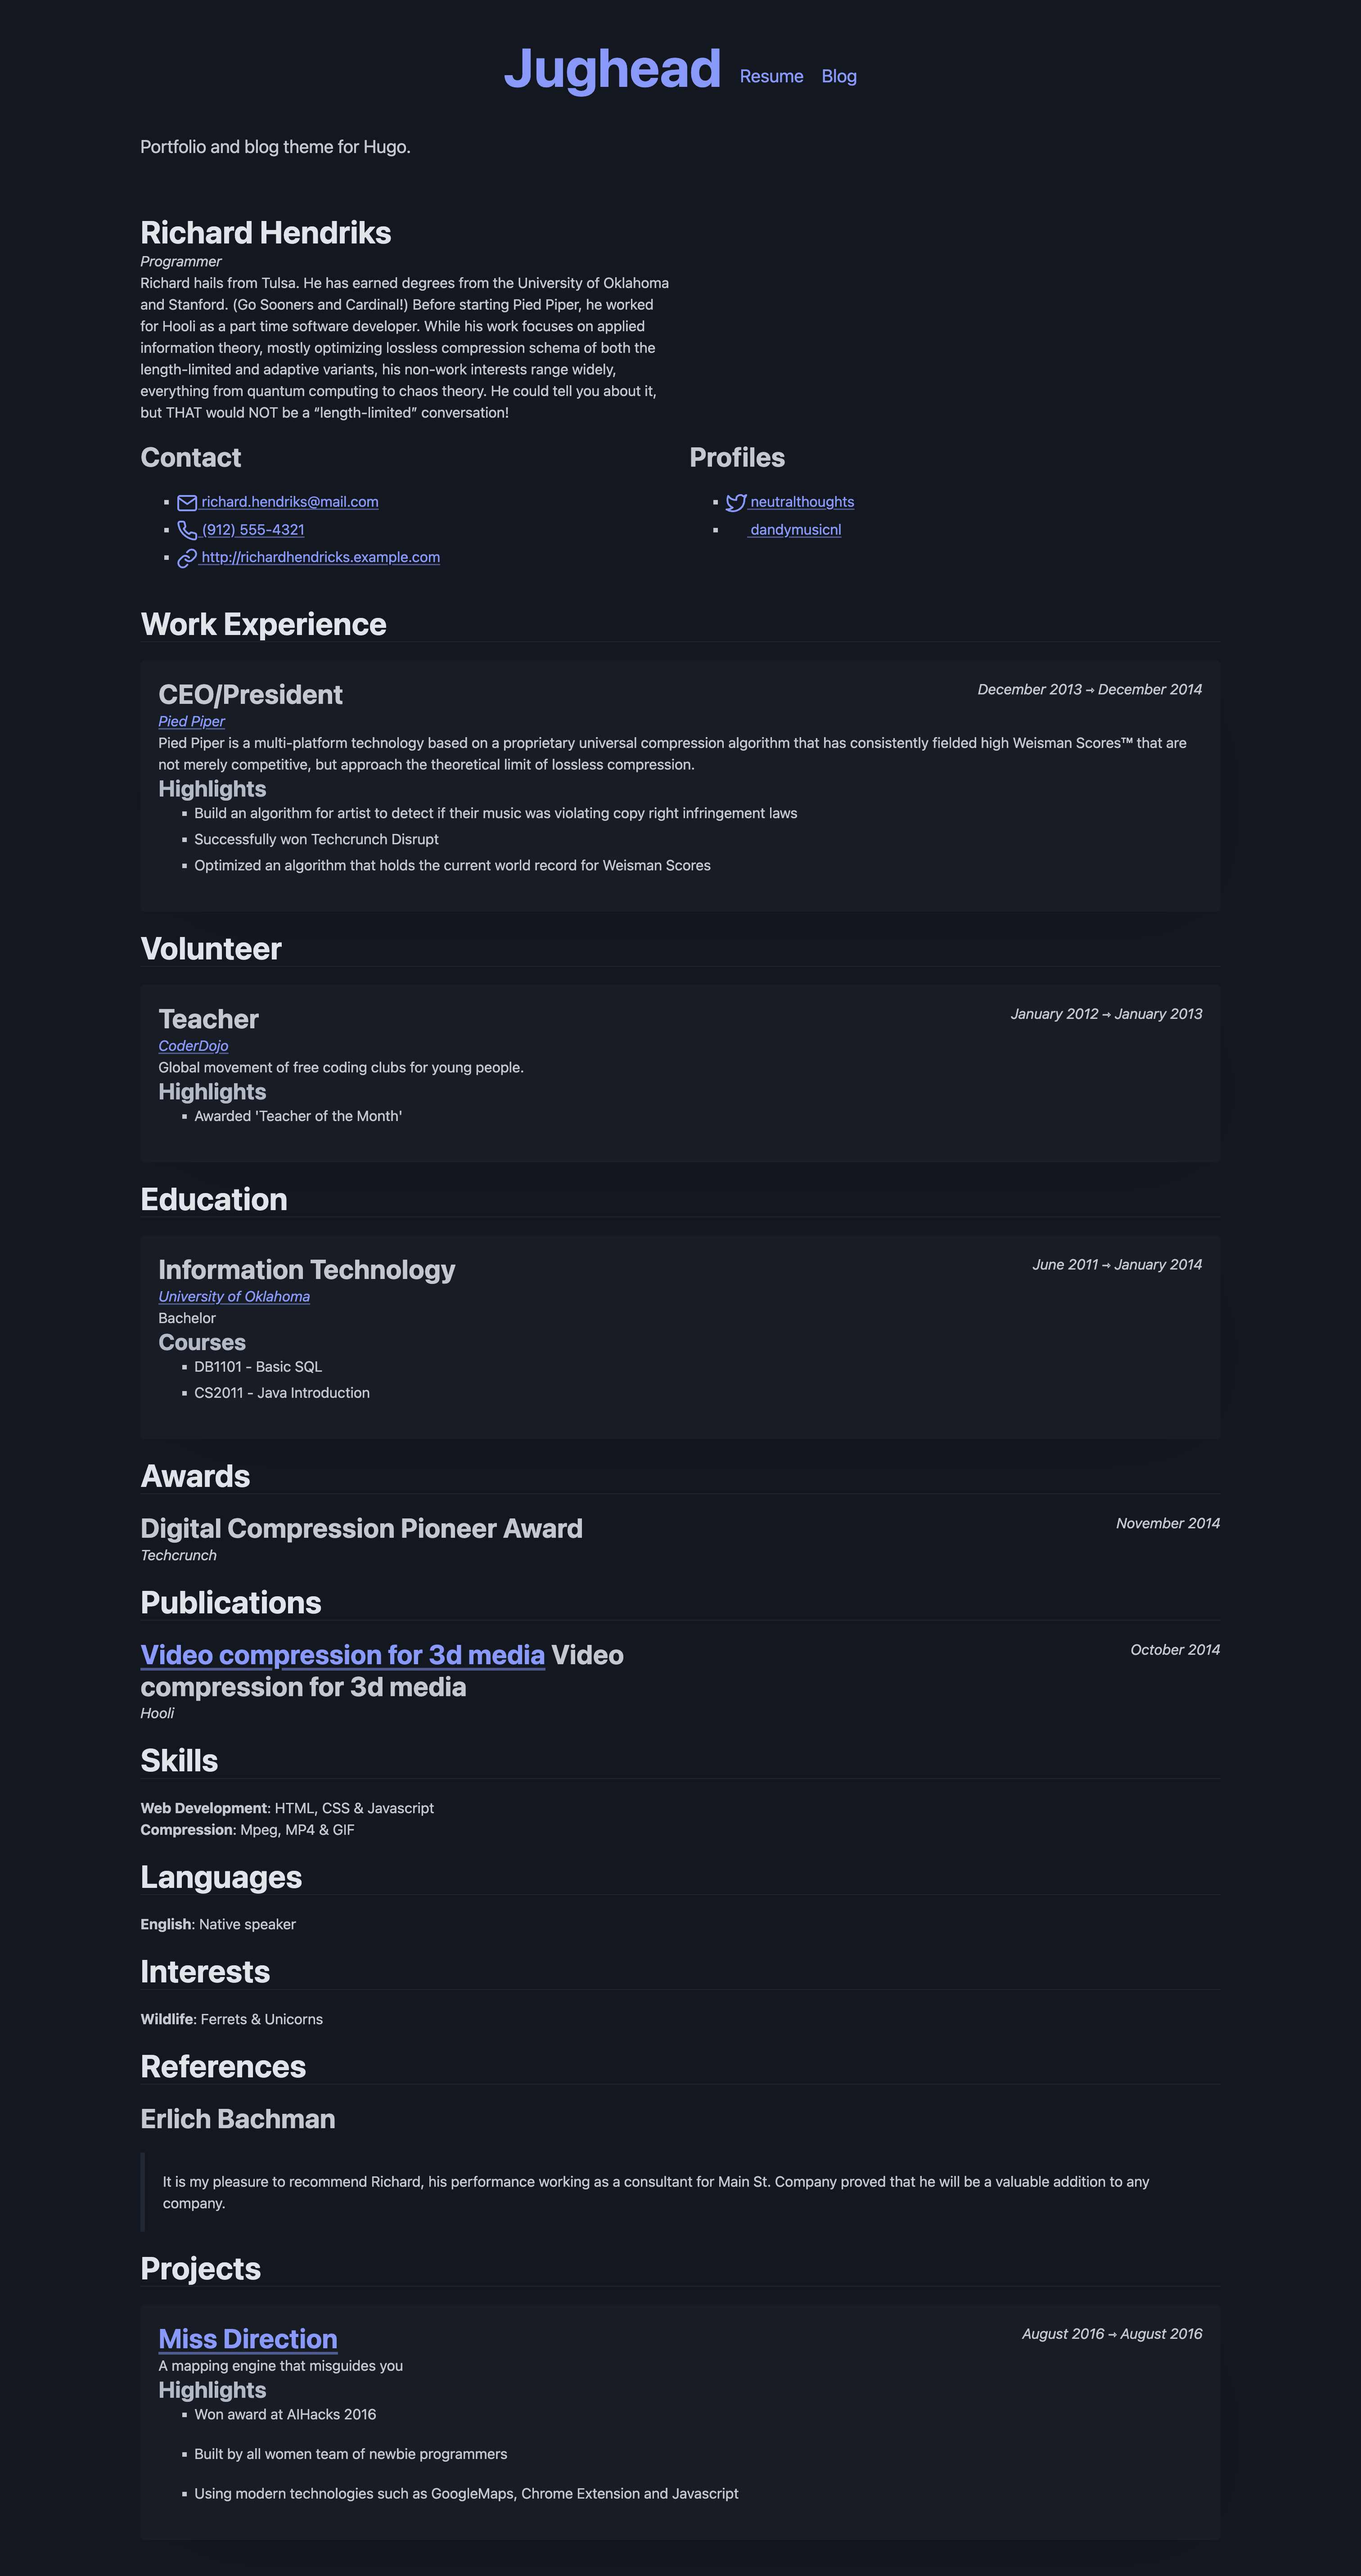 Jughead Resume Blog
Portfolio and blog theme for Hugo.
Richard Hendriks
Programmer
Richard hails from Tulsa. He has earned degrees from the University of Oklahoma
and Stanford. (Go Sooners and Cardinal!) Before starting Pied Piper, he worked
for Hooli as a part time software developer. While his work focuses on applied
information theory, mostly optimizing lossless compression schema of both the
length-limited and adaptive variants, his non-work interests range widely,
everything from quantum computing to chaos theory. He could tell you about it,
but THAT would NOT be a “length-limited” conversation!
Contact
richard.hendriks@mail.com
(912) 555-4321
http://richardhendricks.example.com
Profiles
neutralthoughts
dandymusicnl
Work Experience
CEO/President
December 2013 → December 2014
Pied Piper
Pied Piper is a multi-platform technology based on a proprietary universal compression algorithm that has consistently fielded high Weisman Scores™ that are
not merely competitive, but approach the theoretical limit of lossless compression.
Highlights
Build an algorithm for artist to detect if their music was violating copy right infringement laws
Successfully won Techcrunch Disrupt
Optimized an algorithm that holds the current world record for Weisman Scores
Volunteer
Teacher
January 2012 → January 2013
CoderDojo
Global movement of free coding clubs for young people.
Highlights
Awarded 'Teacher of the Month'
Education
Information Technology
June 2011 → January 2014
University of Oklahoma
Bachelor
Courses
DB1101 - Basic SQL
CS2011 - Java Introduction
Awards
Digital Compression Pioneer Award
November 2014
Techcrunch
Publications
Video compression for 3d media Video
compression for 3d media
October 2014
Hooli
Skills
Web Development: HTML, CSS & Javascript
Compression: Mpeg, MP4 & GIF
Languages
English: Native speaker
Interests
Wildlife: Ferrets & Unicorns
References
Erlich Bachman
It is my pleasure to recommend Richard, his performance working as a consultant for Main St. Company proved that he will be a valuable addition to any
company.
Projects
Miss Direction
August 2016 → August 2016
A mapping engine that misguides you
Highlights
Won award at AIHacks 2016
Built by all women team of newbie programmers
Using modern technologies such as GoogleMaps, Chrome Extension and Javascript